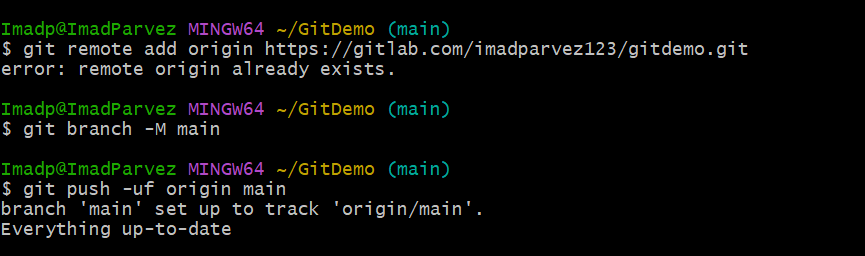 Imadp@ImadParvez MINGW64 ~/GitDemo (main)
$ git remote add origin https://gitlab.com/imadparvez123/gitdemo.git
error: remote origin already exists.
Imadp@ImadParvez MINGW64 ~/GitDemo (main)
$ git branch -M main
Imadp@ImadParvez MINGW64 ~/GitDemo (main)
$ git push -uf origin main
branch 'main' set up to track 'origin/main'.
Everything up-to-date